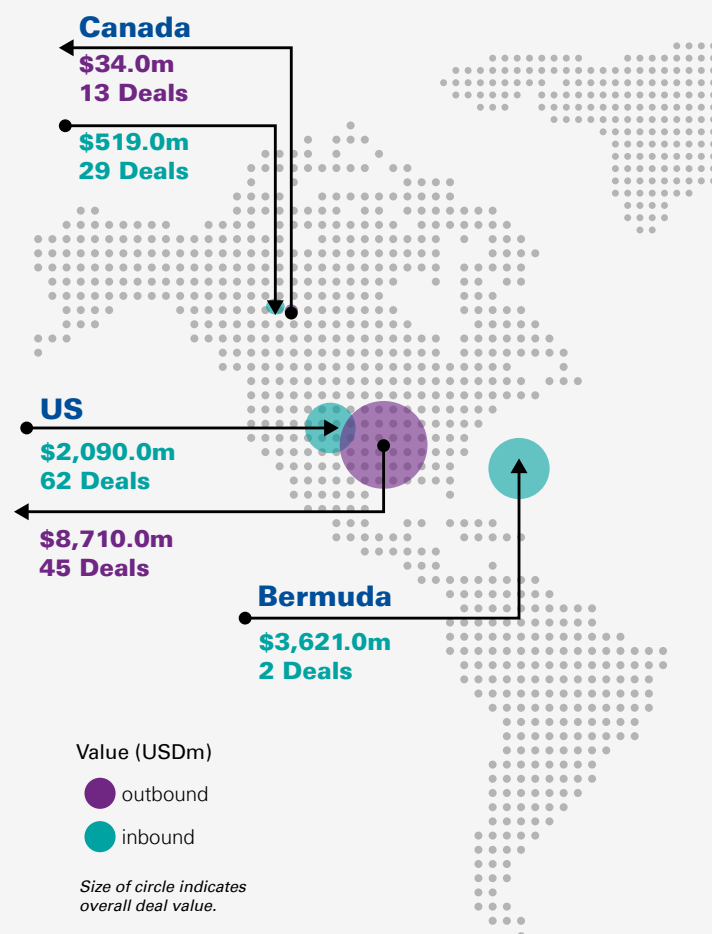 Canada
$34.0m
13 Deals
$519.0m
29 Deals
US
$2,090.0m
62 Deals
$8,710.0m
45 Deals
Bermuda
$3,621.0m
2 Deals
Value (USDm)
outbound
inbound
Size of circle indicates
overall deal value.